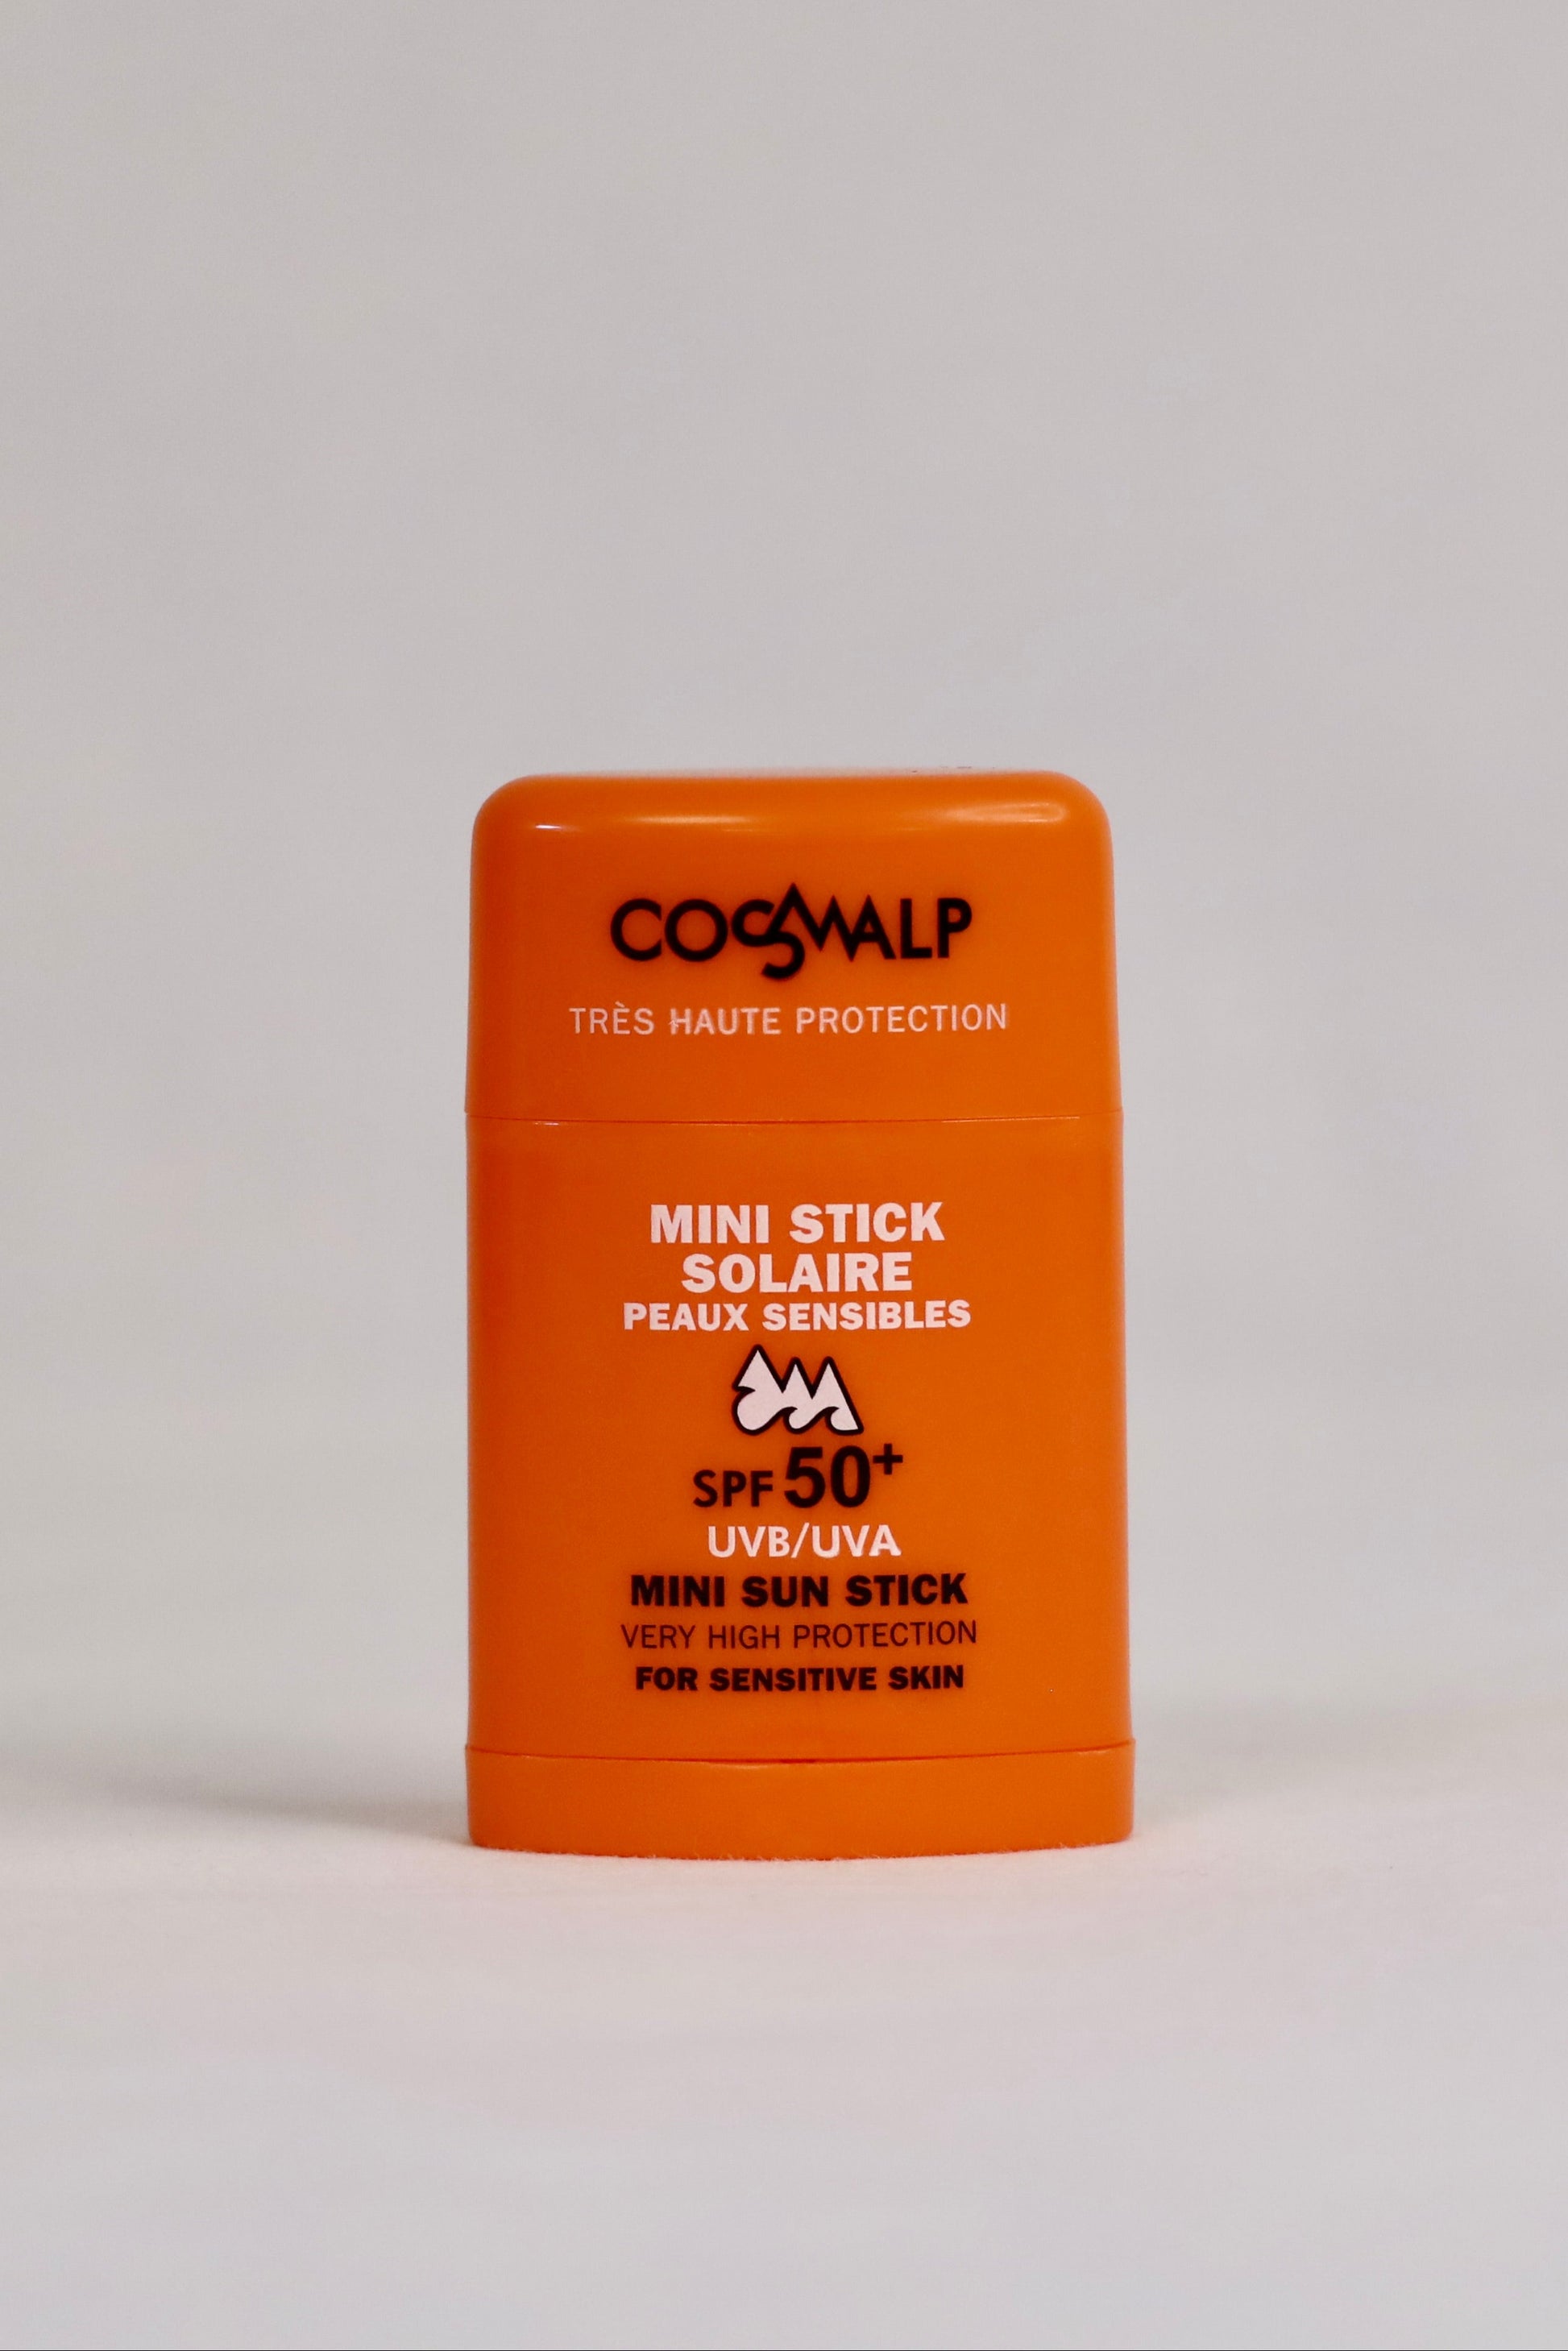 COSMALP
TRÈS HAUTE PROTECTION
MINI STICK
SOLAIRE
PEAUX SENSIBLES
SPF 50+
UVB/UVA
MINI SUN STICK
VERY HIGH PROTECTION
FOR SENSITIVE SKIN